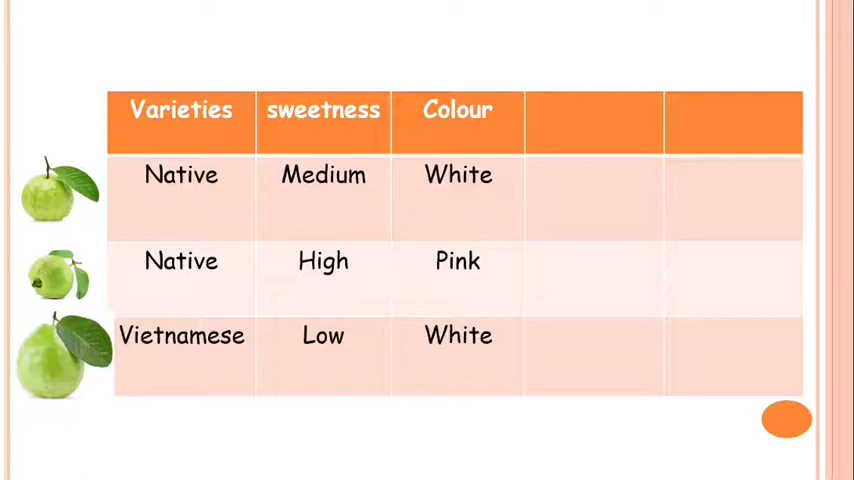 Varieties sweetness Colour
Native Medium White
Native High Pink
Vietnamese Low White